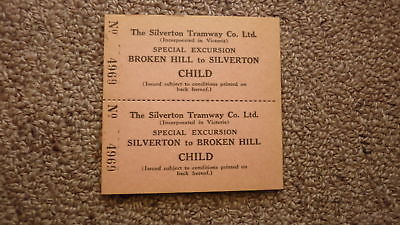 The Silverton Tramway Co. Ltd.
(Incorporated in Victoria)
SPECIAL EXCURSION
BROKEN HILL to SILVERTON
CHILD
(Issued subject to conditions printed on
back hereof.)
No 4969
The Silverton Tramway Co. Ltd.
(Incorporated in Victoria)
SPECIAL EXCURSION
SILVERTON to BROKEN HILL
CHILD
(Issued subject to conditions printed on
back hereof.)
No 4969